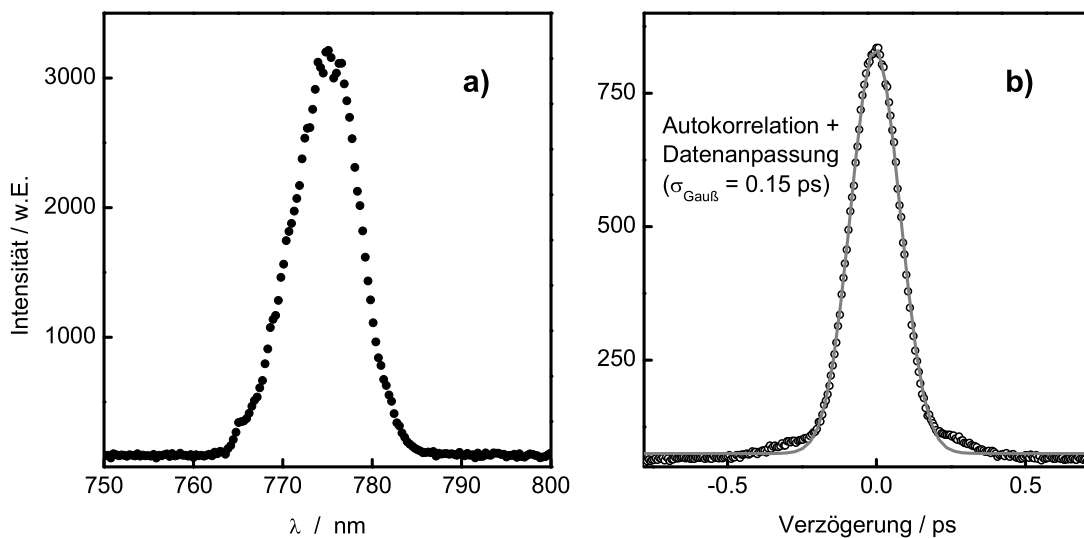 a)
3000
2000
1000
Intensität / w.E.
750 760 770 780 790 800
λ / nm
b)
Autokorrelation +
Datenanpassung
(σGauß = 0.15 ps)
750
500
250
-0.5 0.0 0.5
Verzögerung / ps